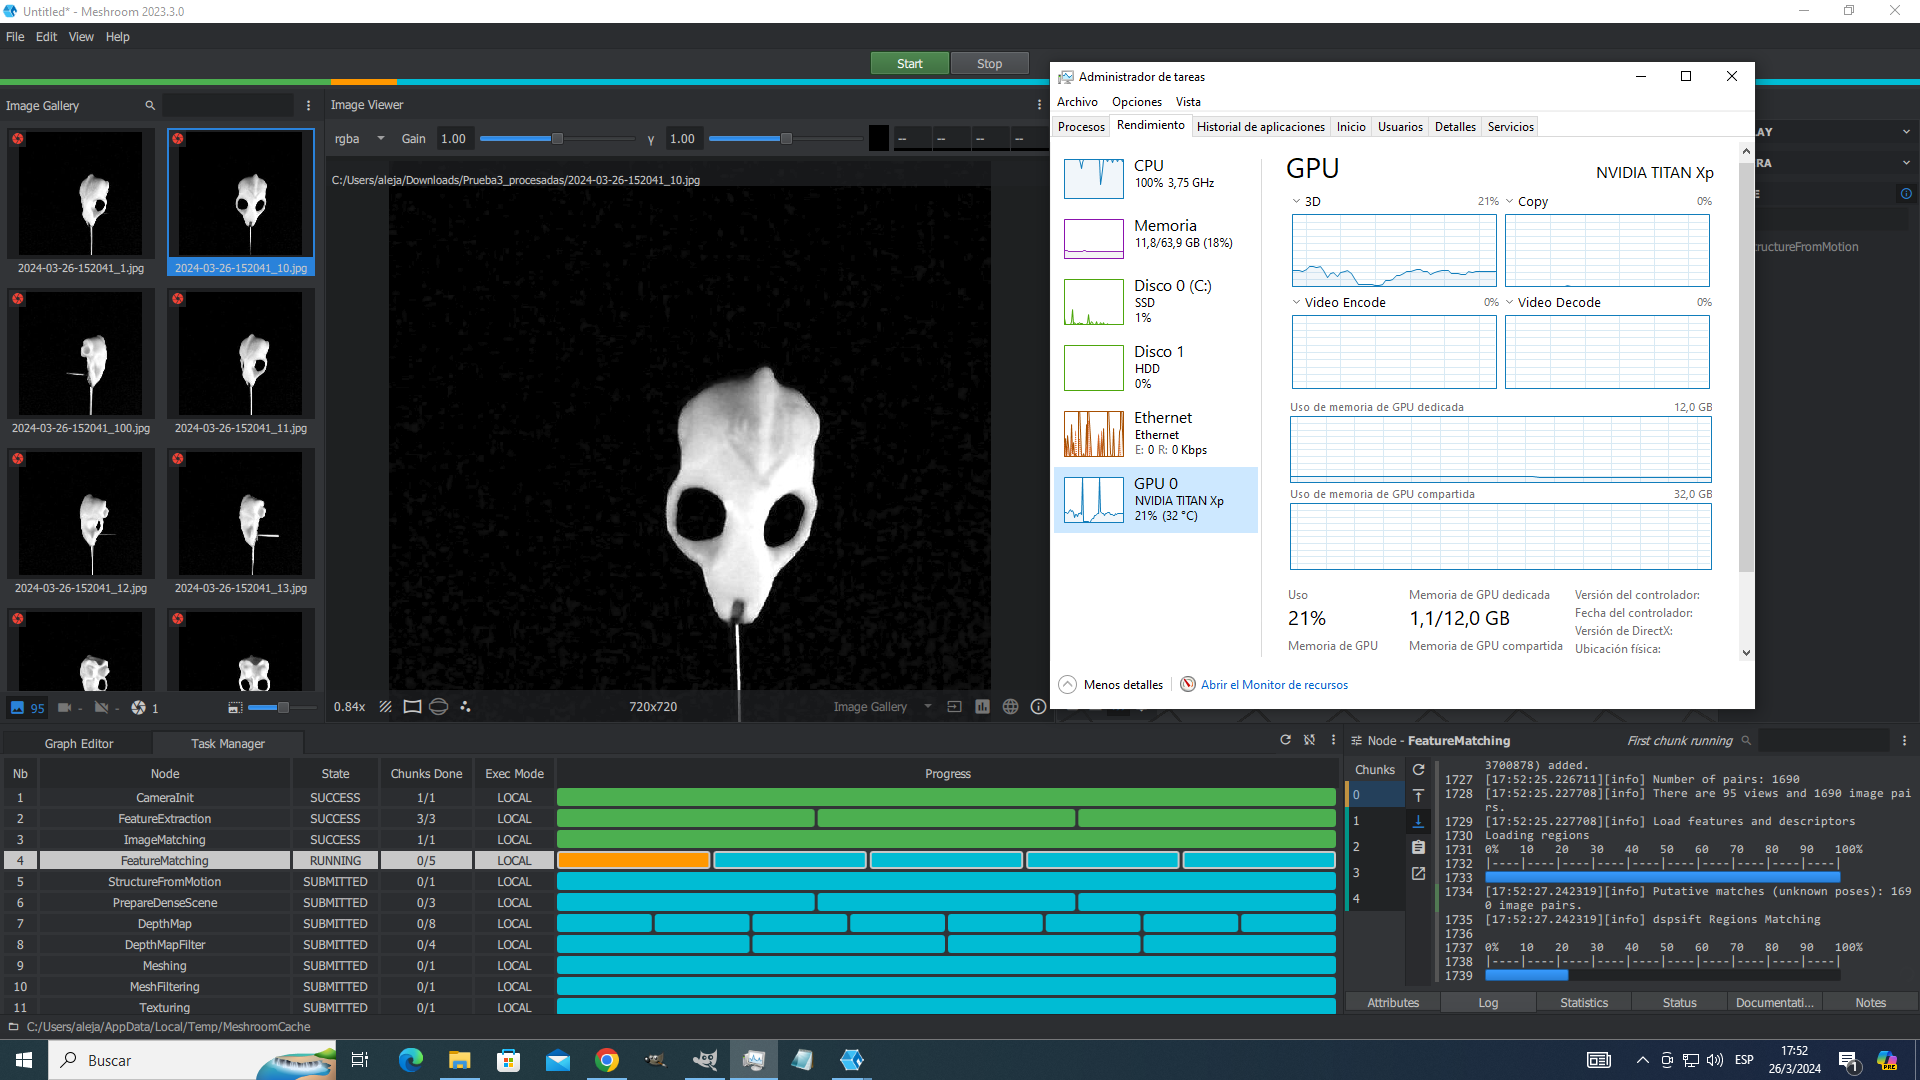 Untitled* - Meshroom 2023.3.0
File Edit View Help
Start Stop
Image Gallery
Image Viewer
rgba Gain 1.00 γ 1.00 -- -- -- --
C:/Users/aleja/Downloads/Prueba3_procesadas/2024-03-26-152041_10.jpg
2024-03-26-152041_1.jpg
2024-03-26-152041_10.jpg
2024-03-26-152041_100.jpg
2024-03-26-152041_11.jpg
2024-03-26-152041_12.jpg
2024-03-26-152041_13.jpg
95 - - 1
0.84x 720x720 Image Gallery
Administrador de tareas
Archivo Opciones Vista
Procesos Rendimiento Historial de aplicaciones Inicio Usuarios Detalles Servicios
CPU
100% 3,75 GHz
Memoria
11,8/63,9 GB (18%)
Disco 0 (C:)
SSD
1%
Disco 1
HDD
0%
Ethernet
Ethernet
E: 0 R: 0 Kbps
GPU 0
NVIDIA TITAN Xp
21% (32 °C)
GPU NVIDIA TITAN Xp
3D 21% Copy 0%
Video Encode 0% Video Decode 0%
Uso de memoria de GPU dedicada 12,0 GB
Uso de memoria de GPU compartida 32,0 GB
Uso
21%
Memoria de GPU dedicada
1,1/12,0 GB
Memoria de GPU
Memoria de GPU compartida
Versión del controlador:
Fecha del controlador:
Versión de DirectX:
Ubicación física:
Menos detalles Abrir el Monitor de recursos
AY
RA
E
tructureFromMotion
Graph Editor Task Manager
Nb Node State Chunks Done Exec Mode Progress
1 CameraInit SUCCESS 1/1 LOCAL
2 FeatureExtraction SUCCESS 3/3 LOCAL
3 ImageMatching SUCCESS 1/1 LOCAL
4 FeatureMatching RUNNING 0/5 LOCAL
5 StructureFromMotion SUBMITTED 0/1 LOCAL
6 PrepareDenseScene SUBMITTED 0/3 LOCAL
7 DepthMap SUBMITTED 0/8 LOCAL
8 DepthMapFilter SUBMITTED 0/4 LOCAL
9 Meshing SUBMITTED 0/1 LOCAL
10 MeshFiltering SUBMITTED 0/1 LOCAL
11 Texturing SUBMITTED 0/1 LOCAL
C:/Users/aleja/AppData/Local/Temp/MeshroomCache
Node - FeatureMatching First chunk running
Chunks
0
1
2
3
4
3700878) added.
1727 [17:52:25.226711][info] Number of pairs: 1690
1728 [17:52:25.227708][info] There are 95 views and 1690 image pai
rs.
1729 [17:52:25.227708][info] Load features and descriptors
1730 Loading regions
1731 0% 10 20 30 40 50 60 70 80 90 100%
1732 |----|----|----|----|----|----|----|----|----|----|
1733
1734 [17:52:27.242319][info] Putative matches (unknown poses): 169
0 image pairs.
1735 [17:52:27.242319][info] dspsift Regions Matching
1736
1737 0% 10 20 30 40 50 60 70 80 90 100%
1738 |----|----|----|----|----|----|----|----|----|----|
1739
Attributes Log Statistics Status Documentati... Notes
Buscar
ESP
17:52
26/3/2024
1
PRE